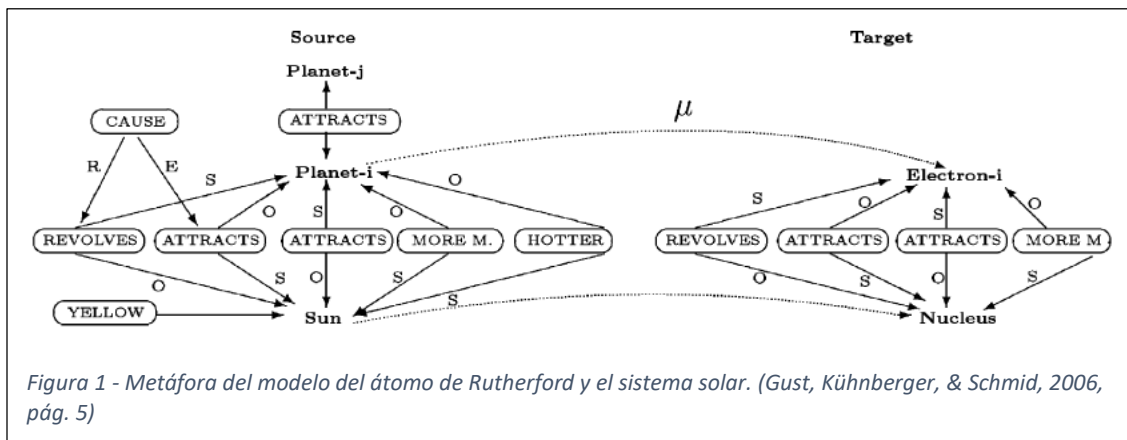 Source Target
Planet-j
CAUSE ATTRACTS μ
R E S Planet-i O Electron-i
O S O S O S O
REVOLVES ATTRACTS ATTRACTS MORE M. HOTTER REVOLVES ATTRACTS ATTRACTS MORE M
O S O S S O S O S
YELLOW Sun Nucleus
Figura 1 - Metáfora del modelo del átomo de Rutherford y el sistema solar. (Gust, Kühnberger, & Schmid, 2006,
pág. 5)